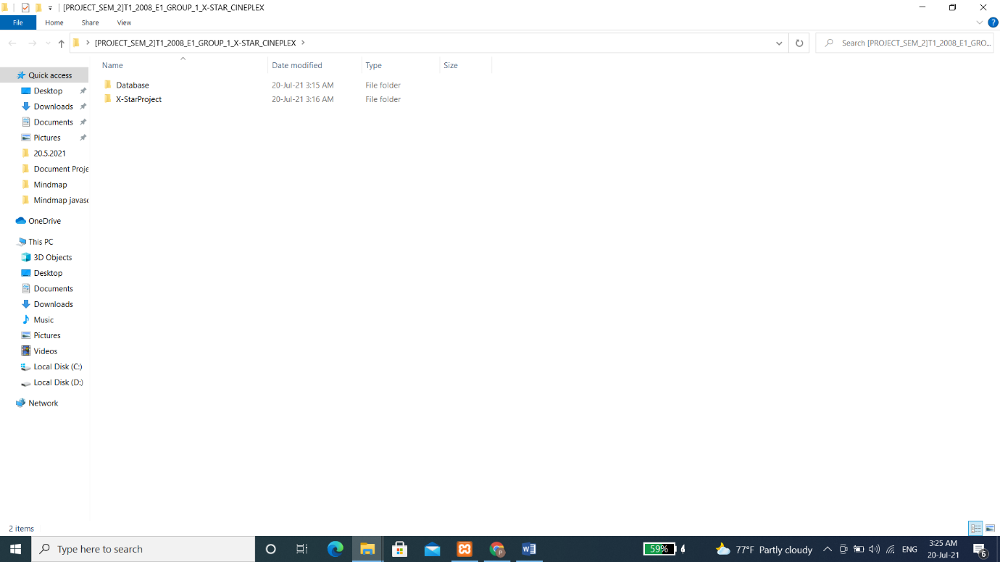 [PROJECT_SEM_2]T1_2008_E1_GROUP_1_X-STAR_CINEPLEX
File Home Share View
[PROJECT_SEM_2]T1_2008_E1_GROUP_1_X-STAR_CINEPLEX
Search [PROJECT_SEM_2]T1_2008_E1_GRO...
Name Date modified Type Size
Database 20-Jul-21 3:15 AM File folder
X-StarProject 20-Jul-21 3:16 AM File folder
Quick access
Desktop
Downloads
Documents
Pictures
20.5.2021
Document Proje
Mindmap
Mindmap javasc
OneDrive
This PC
3D Objects
Desktop
Documents
Downloads
Music
Pictures
Videos
Local Disk (C:)
Local Disk (D:)
Network
2 items
Type here to search
59%
77°F Partly cloudy
ENG
3:25 AM
20-Jul-21
6